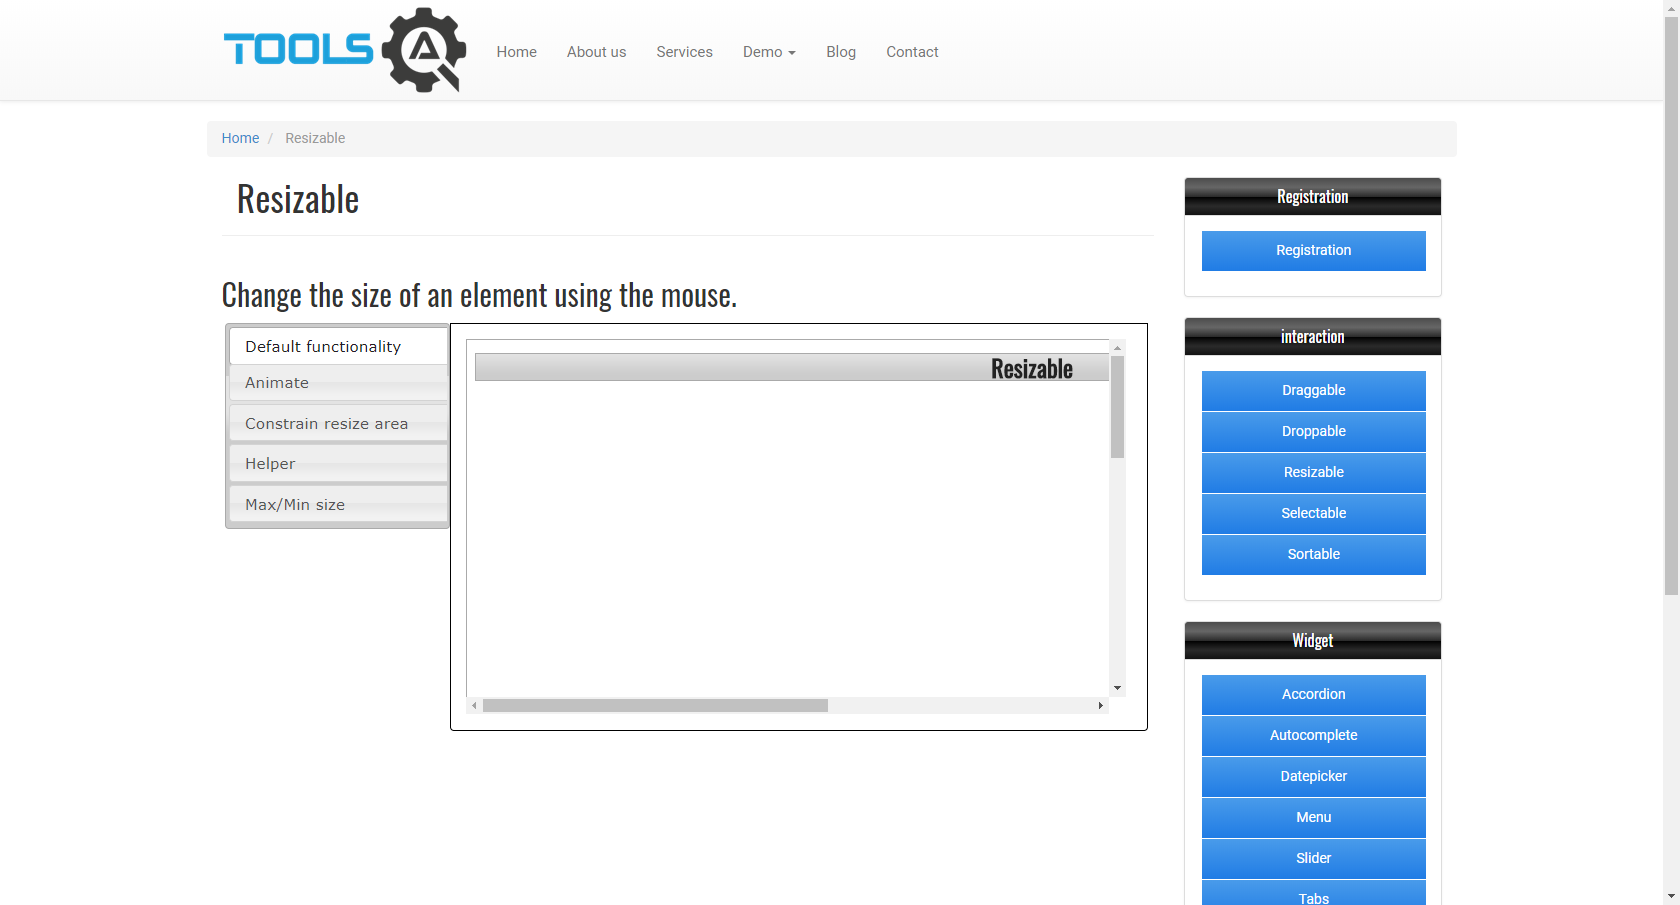 TOOLS QA
Home
About us
Services
Demo
Blog
Contact
Home / Resizable
Resizable
Change the size of an element using the mouse.
Default functionality
Animate
Constrain resize area
Helper
Max/Min size
Resizable
Registration
Registration
interaction
Draggable
Droppable
Resizable
Selectable
Sortable
Widget
Accordion
Autocomplete
Datepicker
Menu
Slider
Tabs